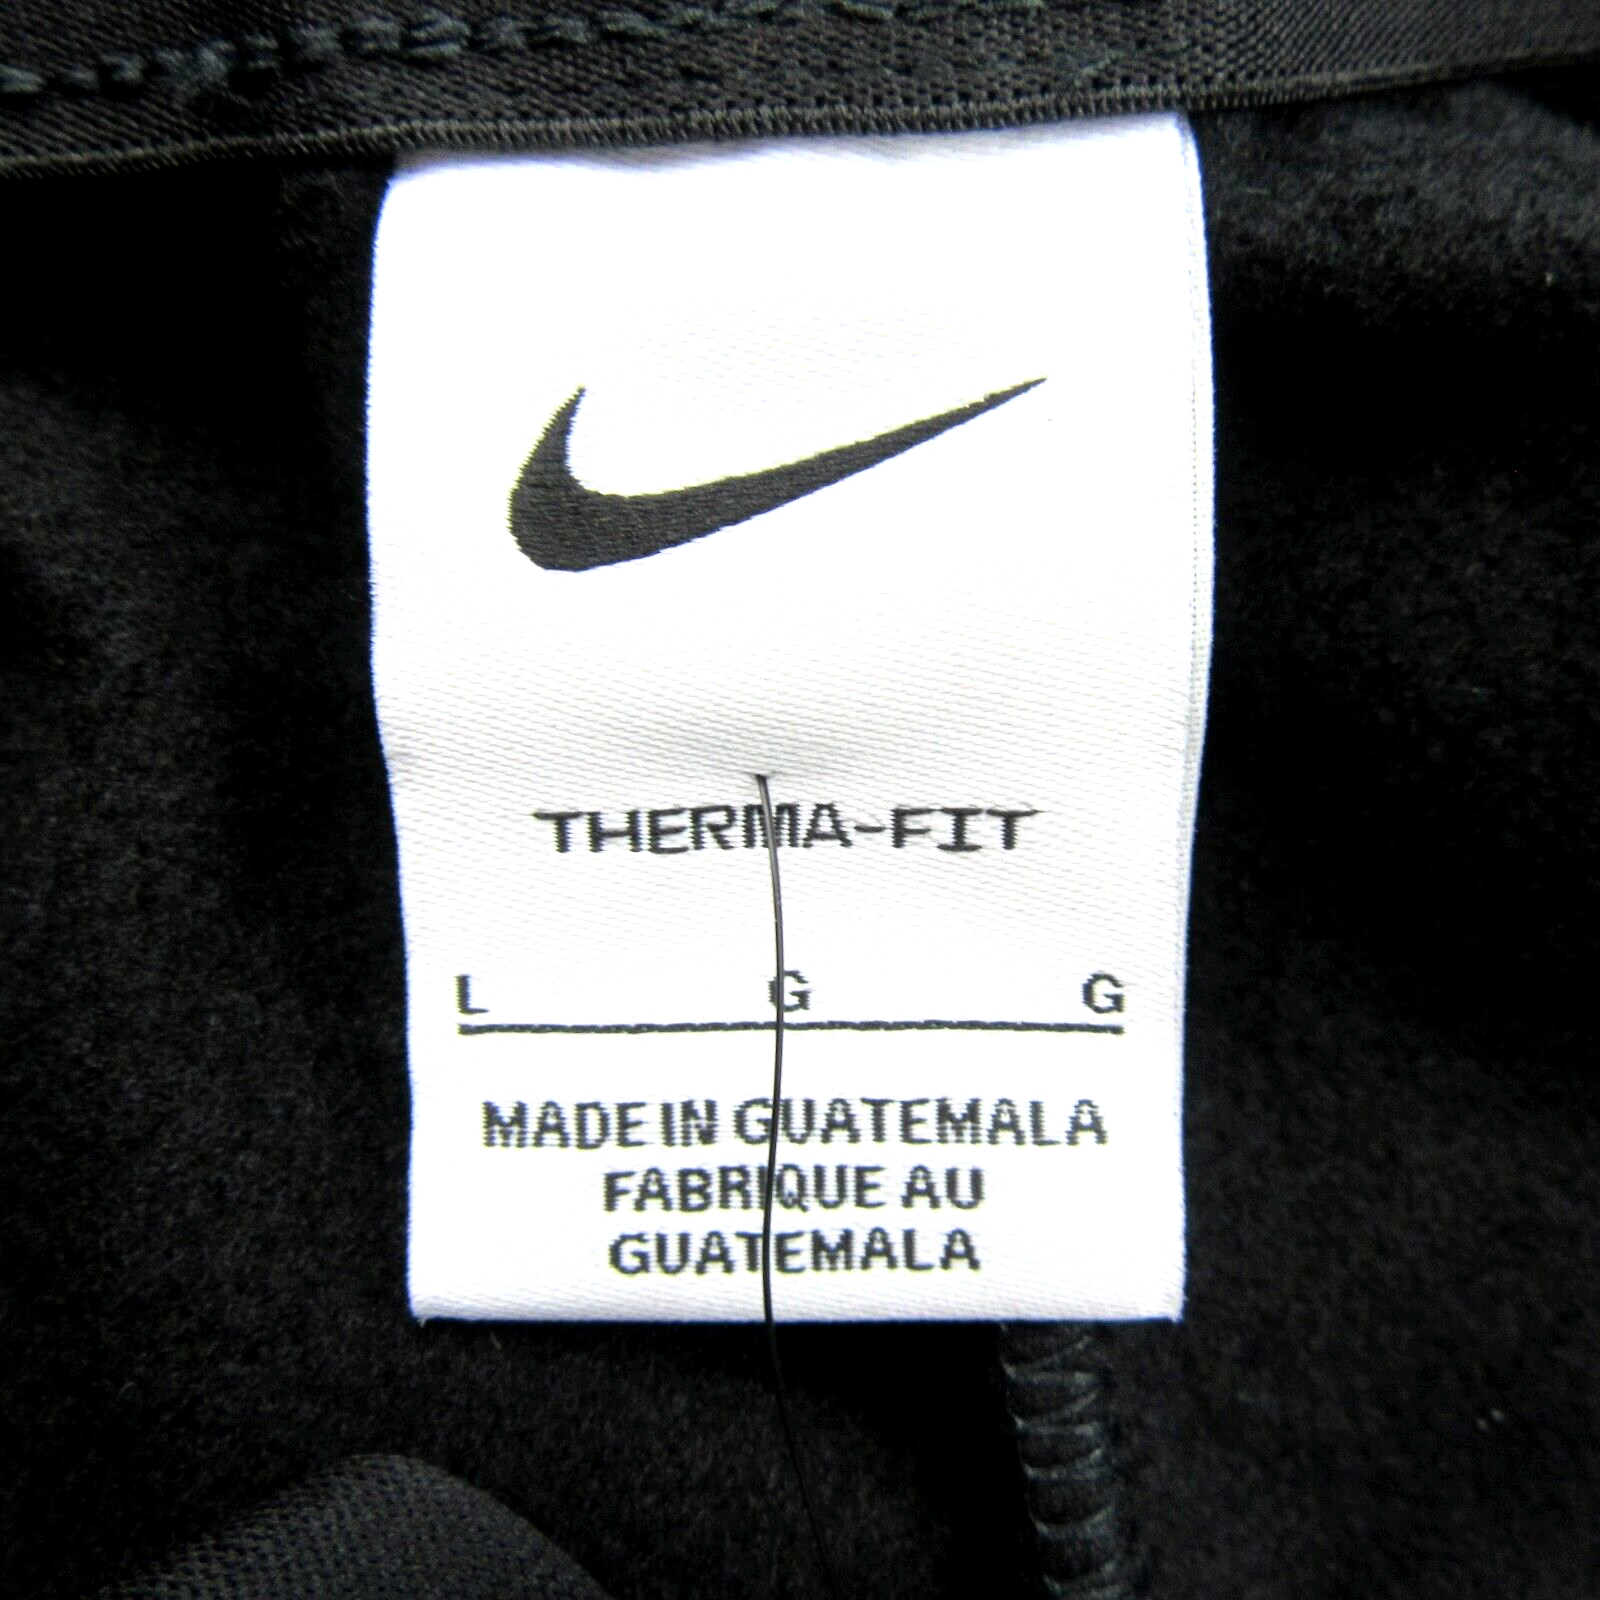 THERMA-FIT
L G G
MADE IN GUATEMALA
FABRIQUE AU
GUATEMALA